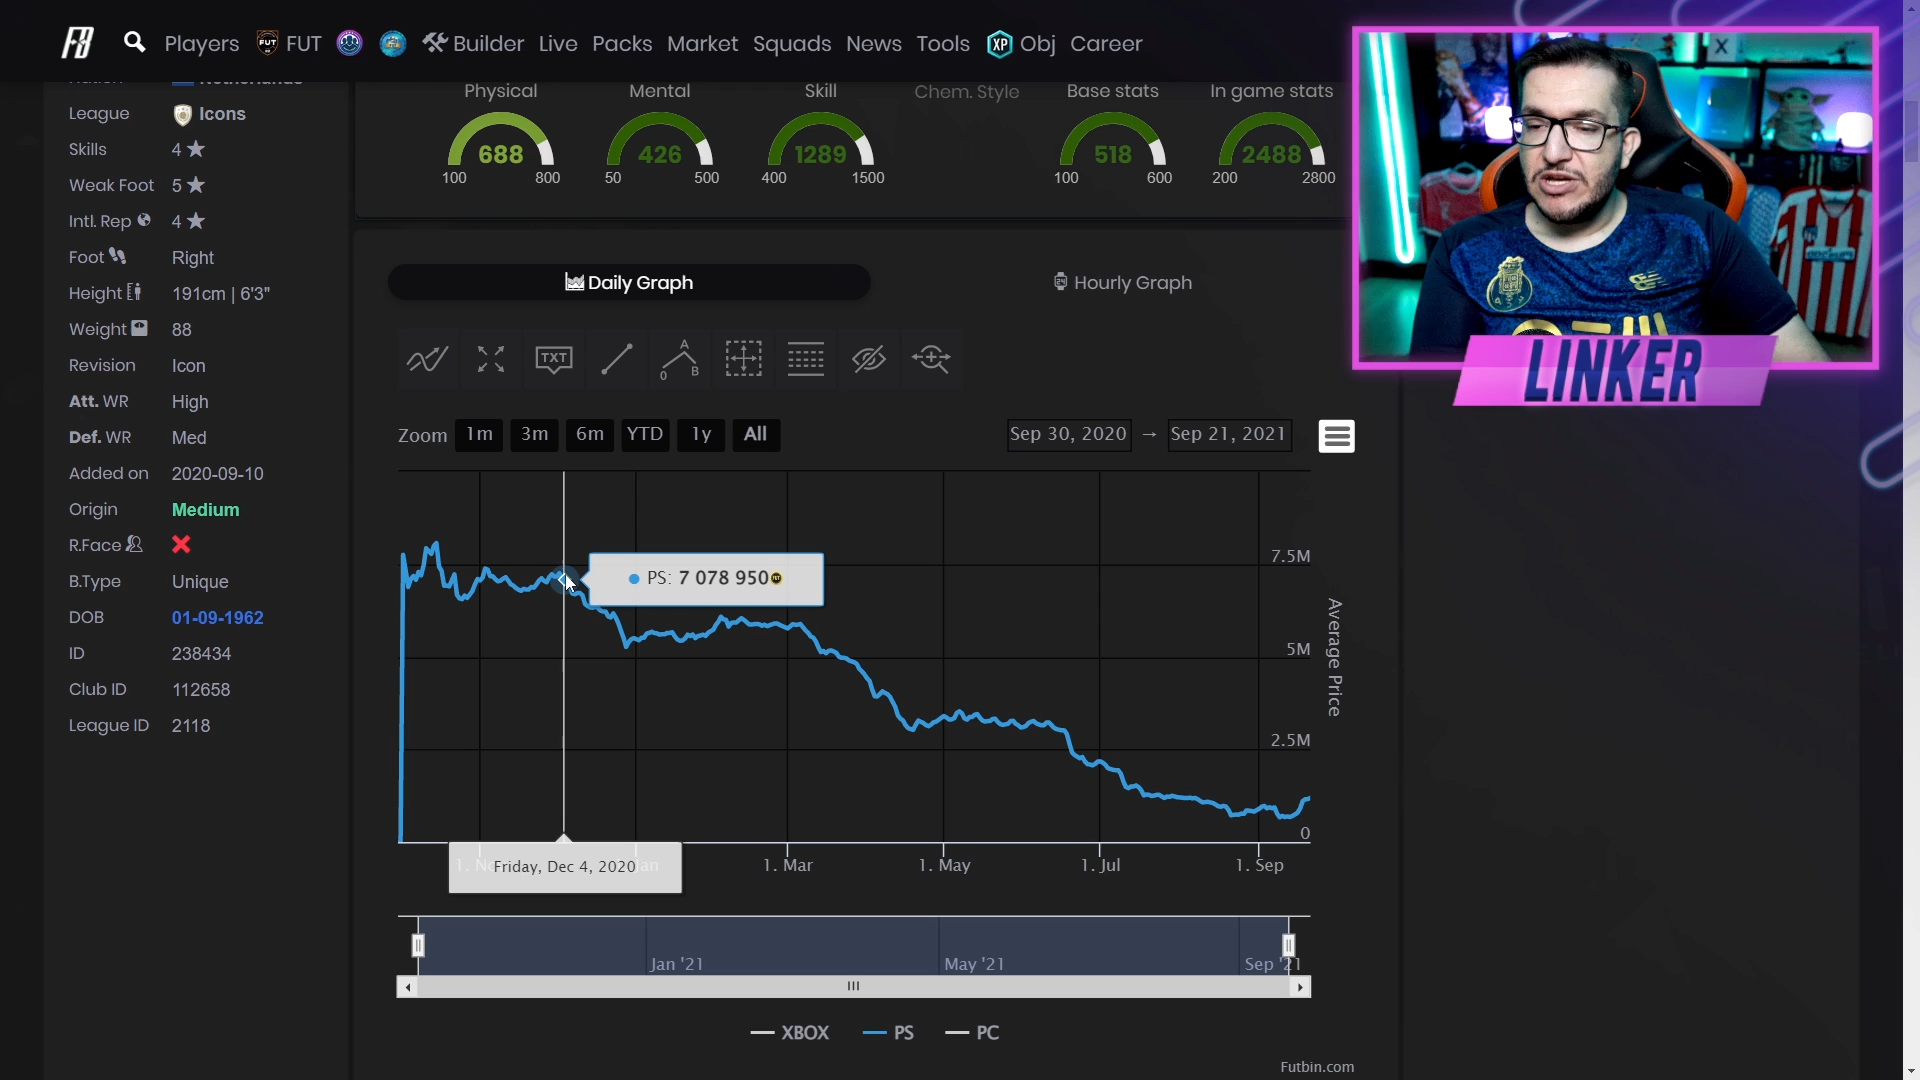 Players FUT Builder Live Packs Market Squads News Tools XP Obj Career
Nation Netherlands
League Icons
Skills 4
Weak Foot 5
Intl. Rep 4
Foot Right
Height 191cm | 6'3"
Weight 88
Revision Icon
Att. WR High
Def. WR Med
Added on 2020-09-10
Origin Medium
R.Face
B.Type Unique
DOB 01-09-1962
ID 238434
Club ID 112658
League ID 2118
Physical Mental Skill Chem. Style Base stats In game stats
688 426 1289 518 2488
100 800 50 500 400 1500 100 600 200 2800
Daily Graph Hourly Graph
TXT
A
0 B
Zoom 1m 3m 6m YTD 1y All Sep 30, 2020 → Sep 21, 2021
PS: 7 078 950
7.5M
5M
2.5M
0
Average Price
Friday, Dec 4, 2020
1. Mar 1. May 1. Jul 1. Sep
Jan '21 May '21 Sep '21
XBOX PS PC
Futbin.com
X
LINKER